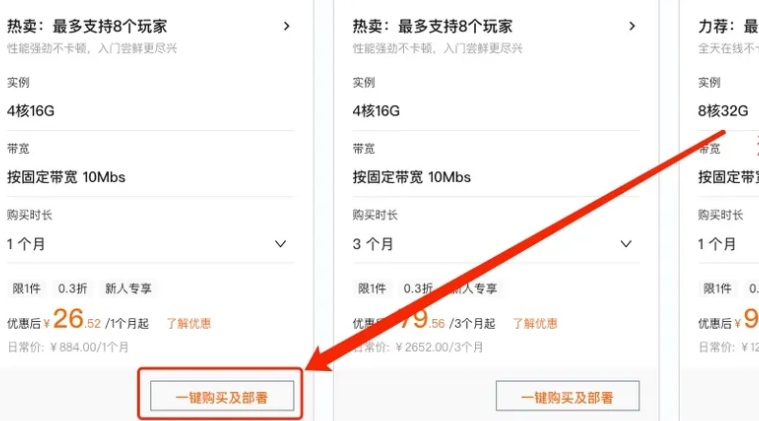 热卖：最多支持8个玩家
性能强劲不卡顿，入门尝鲜更尽兴
实例
4核16G
带宽
按固定带宽 10Mbs
购买时长
1 个月
限1件 0.3折 新人专享
优惠后 ¥ 26.52 /1个月起 了解优惠
日常价: ¥884.00/1个月
一键购买及部署
热卖：最多支持8个玩家
性能强劲不卡顿，入门尝鲜更尽兴
实例
4核16G
带宽
按固定带宽 10Mbs
购买时长
3 个月
限1件 0.3折 新人专享
优惠后 79.56 /3个月起 了解优惠
日常价: ¥2652.00/3个月
一键购买及部署
力荐：最
全天在线不
实例
8核32G
带宽
按固定带
购买时长
1 个月
限1件 0.
优惠后 ¥ 9
日常价: ¥12